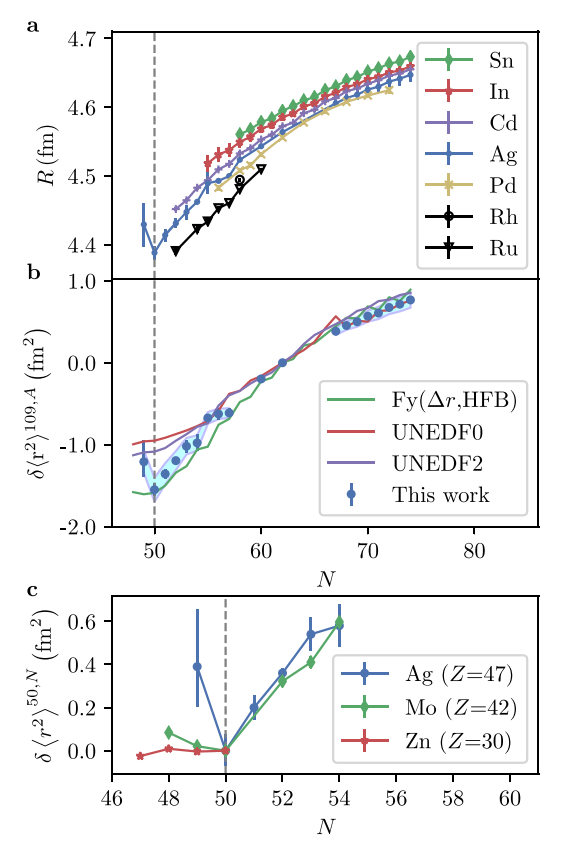 a
4.7
4.6
4.5
4.4
R (fm)
Sn
In
Cd
Ag
Pd
Rh
Ru
b
1.0
0.0
-1.0
-2.0
δ⟨r²⟩^{109,A} (fm²)
Fy(Δr,HFB)
UNEDF0
UNEDF2
This work
50 60 70 80
N
c
0.6
0.4
0.2
0.0
δ ⟨r²⟩^{50,N} (fm²)
Ag (Z=47)
Mo (Z=42)
Zn (Z=30)
46 48 50 52 54 56 58 60
N